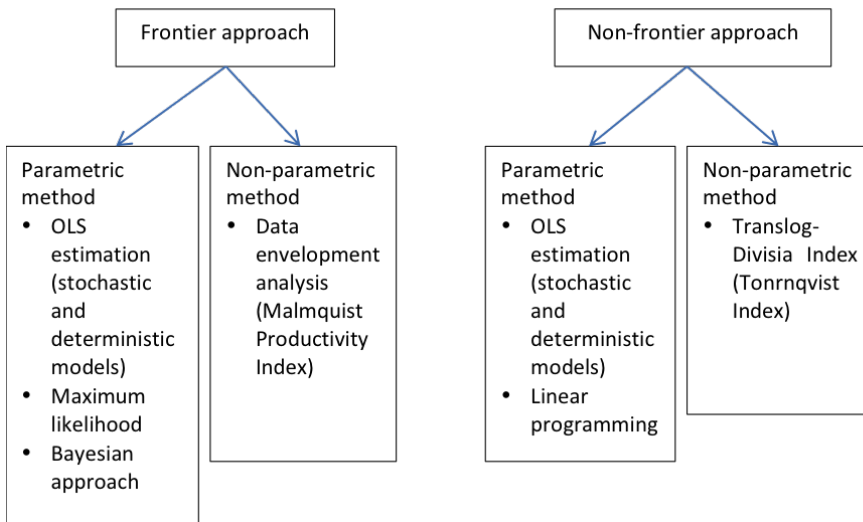 Frontier approach
Non-frontier approach
Parametric
method
• OLS
estimation
(stochastic
and
deterministic
models)
• Maximum
likelihood
• Bayesian
approach
Non-parametric
method
• Data
envelopment
analysis
(Malmquist
Productivity
Index)
Parametric
method
• OLS
estimation
(stochastic
and
deterministic
models)
• Linear
programming
Non-parametric
method
• Translog-
Divisia Index
(Tonrnqvist
Index)